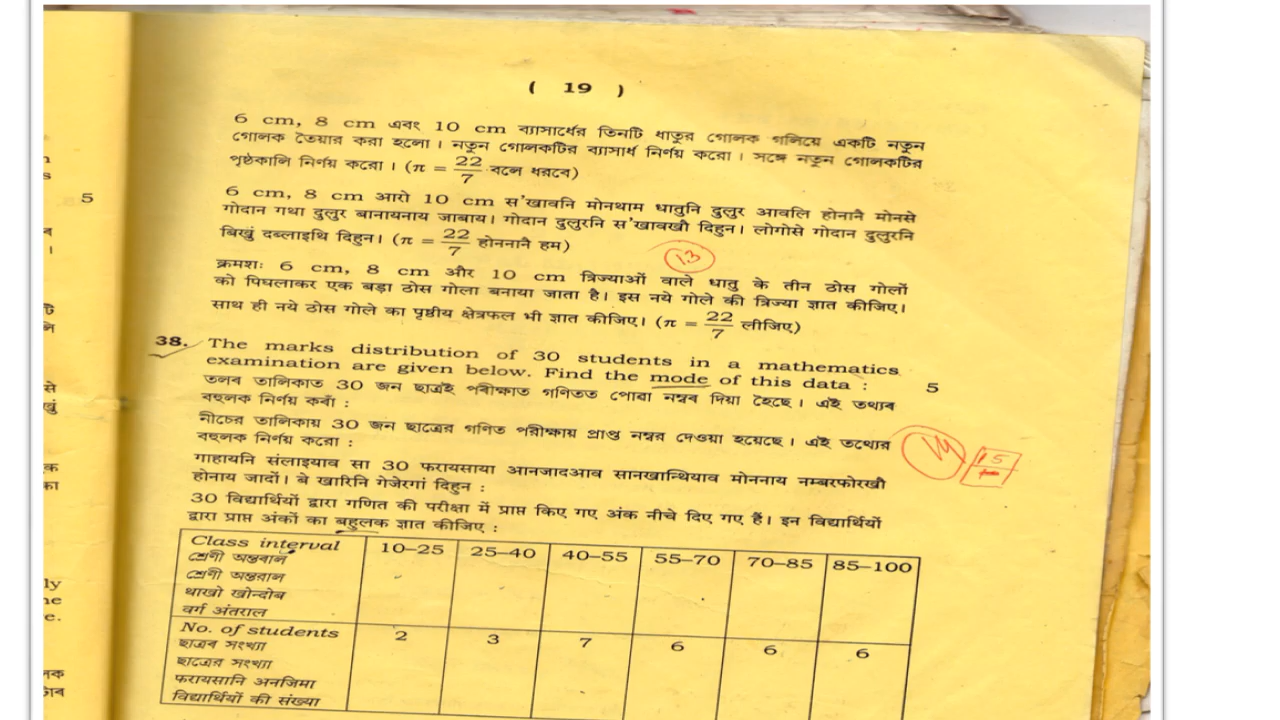 ( 19 )
6 cm, 8 cm এবং 10 cm ব্যাসার্ধের তিনটি ধাতুর গোলক গলিয়ে একটি নতুন
গোলক তৈয়ার করা হলো। নতুন গোলকটির ব্যাসার্ধ নির্ণয় করো। সঙ্গে নতুন গোলকটির
পৃষ্ঠকালি নির্ণয় করো। (π = 22/7 বলে ধরবে)
5
6 cm, 8 cm आरो 10 cm स'खावनि मोनथाम धातुनि दुलुर आवलि होनानै मोनसे
गोदान गथा दुलुर बानायनाय जाबाय। गोदान दुलुरनि स'खावखौ दिहुन। लोगोसे गोदान दुलुरनि
बिखुं दब्लाइथि दिहुन। (π = 22/7 होननानै हम)
13
क्रमशः 6 cm, 8 cm और 10 cm त्रिज्याओं वाले धातु के तीन ठोस गोलों
को पिघलाकर एक बड़ा ठोस गोला बनाया जाता है। इस नये गोले की त्रिज्या ज्ञात कीजिए।
साथ ही नये ठोस गोले का पृष्ठीय क्षेत्रफल भी ज्ञात कीजिए। (π = 22/7 लीजिए)
38. The marks distribution of 30 students in a mathematics
examination are given below. Find the mode of this data : 5
তলৰ তালিকাত 30 জন ছাত্ৰই পৰীক্ষাত গণিতত পোৱা নম্বৰ দিয়া হৈছে। এই তথ্যৰ
বহুলক নিৰ্ণয় কৰাঁ :
নীচের তালিকায় 30 জন ছাত্রের গণিত পরীক্ষায় প্রাপ্ত নম্বর দেওয়া হয়েছে। এই তথ্যের
বহুলক নির্ণয় করো :
गाहायनि संलाइयाव सा 30 फरायसाया आनजादआव सानखान्थियाव मोननाय नम्बरफोरखौ
होनाय जादों। बे खारिनि गेजेरगां दिहुन :
30 विद्यार्थियों द्वारा गणित की परीक्षा में प्राप्त किए गए अंक नीचे दिए गए हैं। इन विद्यार्थियों
द्वारा प्राप्त अंकों का बहुलक ज्ञात कीजिए :
Class interval 10–25 25–40 40–55 55–70 70–85 85–100
শ্ৰেণী অন্তৰাল
শ্রেণী অন্তরাল
थाखो खोन्दोब
वर्ग अंतराल
No. of students 2 3 7 6 6 6
ছাত্ৰৰ সংখ্যা
ছাত্রের সংখ্যা
फरायसानि अनजिमा
विद्यार्थियों की संख्या